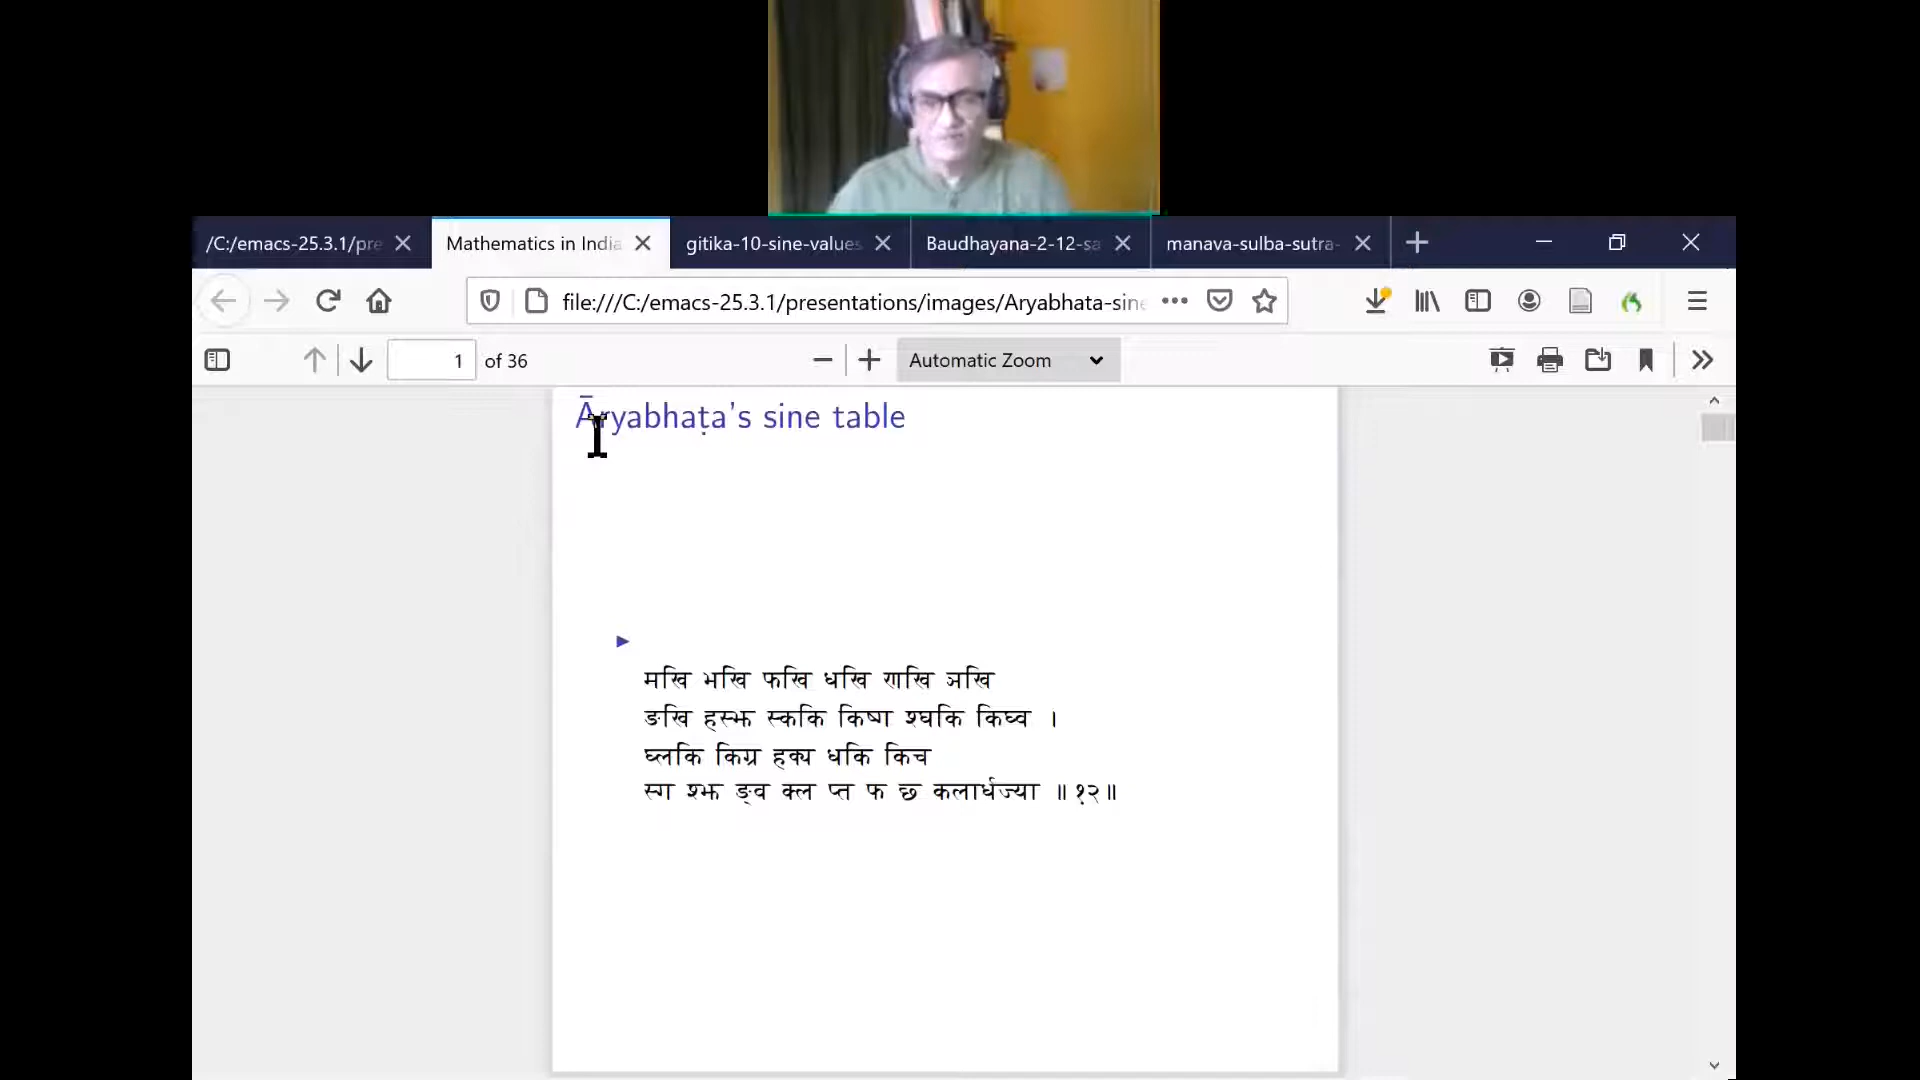 /C:/emacs-25.3.1/pre
Mathematics in India
gitika-10-sine-values
Baudhayana-2-12-sa
manava-sulba-sutra-
file:///C:/emacs-25.3.1/presentations/images/Aryabhata-sine
1 of 36
Automatic Zoom
Āryabhaṭa's sine table
मखि भखि फखि धखि णखि ञखि
ङखि हस्झ स्ककि किष्ग श्घकि किघ्व ।
घ्लकि किग्र हक्य धकि किच
स्ग श्झ ङ्व क्ल प्त फ छ कलार्धज्या ॥१२॥